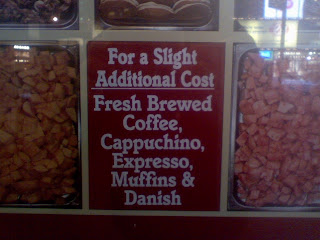 For a Slight
Additional Cost
Fresh Brewed
Coffee,
Cappuchino,
Expresso,
Muffins &
Danish